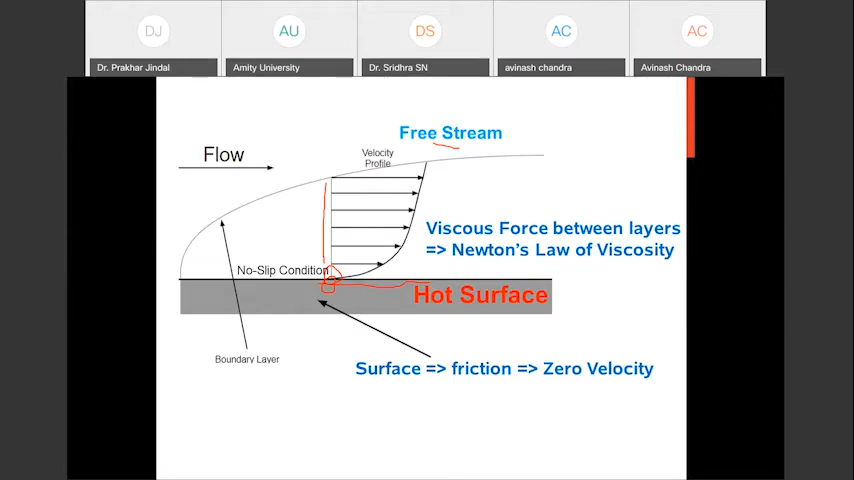 DJ
AU
DS
AC
AC
Dr. Prakhar Jindal
Amity University
Dr. Sridhra SN
avinash chandra
Avinash Chandra
Free Stream
Flow
Velocity
Profile
Viscous Force between layers
=> Newton's Law of Viscosity
No-Slip Condition
Hot Surface
Boundary Layer
Surface => friction => Zero Velocity